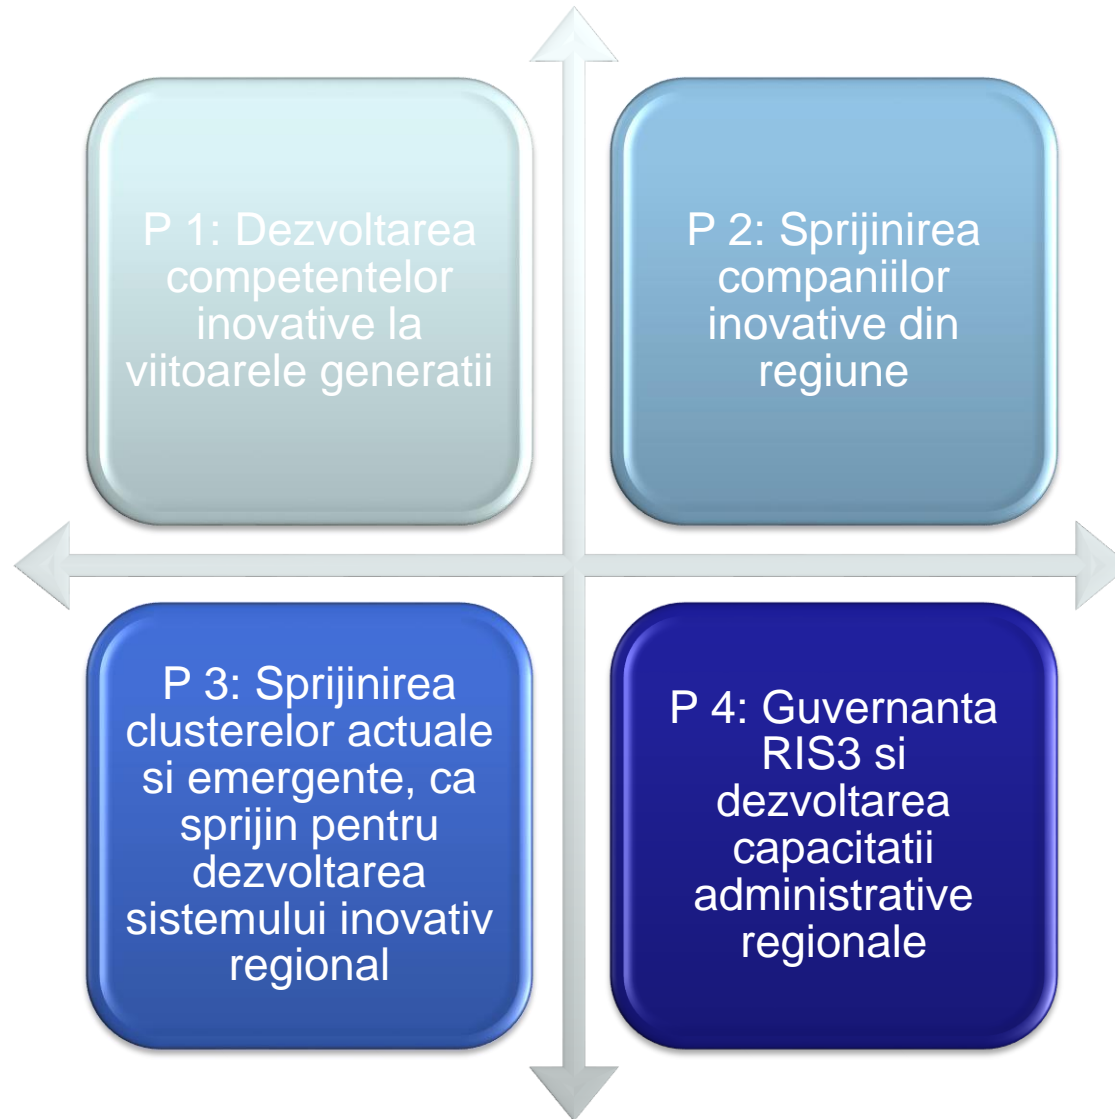 P 1: Dezvoltarea
competentelor
inovative la
viitoarele generatii
P 2: Sprijinirea
companiilor
inovative din
regiune
P 3: Sprijinirea
clusterelor actuale
si emergente, ca
sprijin pentru
dezvoltarea
sistemului inovativ
regional
P 4: Guvernanta
RIS3 si
dezvoltarea
capacitatii
administrative
regionale